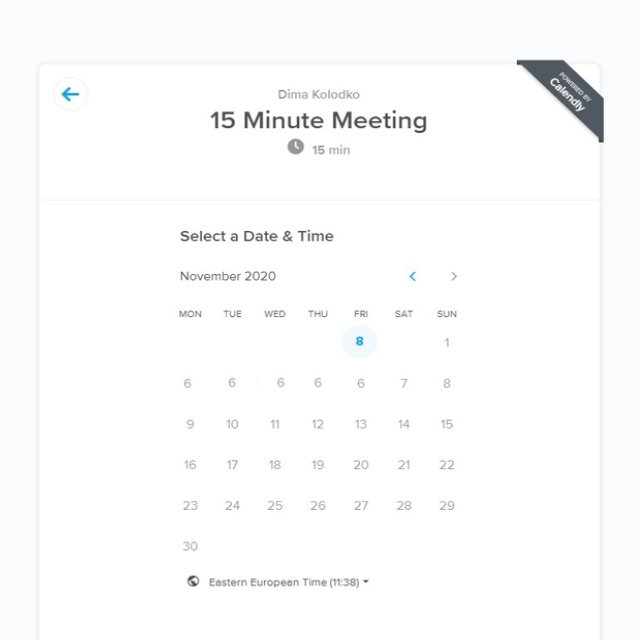 POWERED BY
Calendly
Dima Kolodko
15 Minute Meeting
15 min
Select a Date & Time
November 2020
MON TUE WED THU FRI SAT SUN
8 1
6 6 6 6 6 7 8
9 10 11 12 13 14 15
16 17 18 19 20 21 22
23 24 25 26 27 28 29
30
Eastern European Time (11:38)